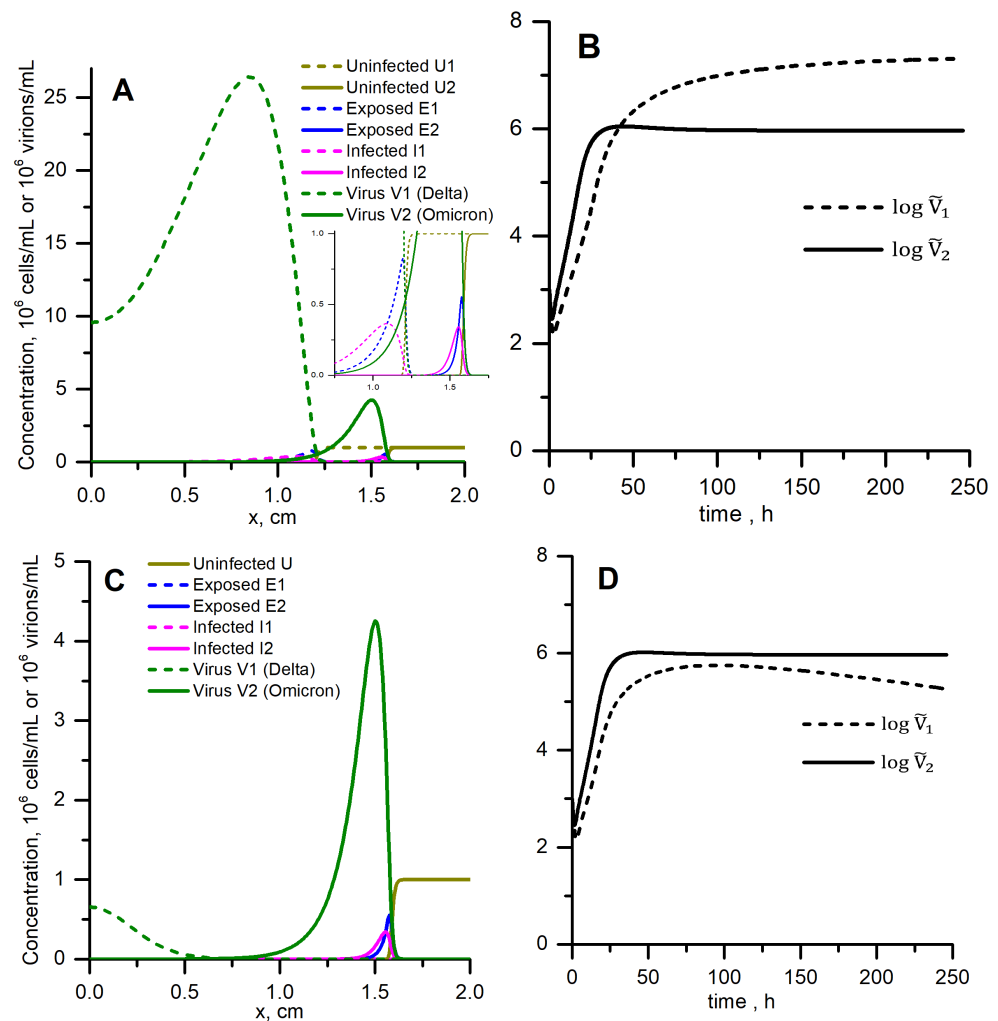 A
Concentration, 10⁶ cells/mL or 10⁶ virions/mL
25
20
15
10
5
0
0.0 0.5 1.0 1.5 2.0
x, cm
Uninfected U1
Uninfected U2
Exposed E1
Exposed E2
Infected I1
Infected I2
Virus V1 (Delta)
Virus V2 (Omicron)
1.0
0.5
0.0
1.0 1.5
B
8
6
4
2
0
0 50 100 150 200 250
time , h
log Ṽ₁
log Ṽ₂
C
Concentration, 10⁶ cells/mL or 10⁶ virions/mL
5
4
3
2
1
0
0.0 0.5 1.0 1.5 2.0
x, cm
Uninfected U
Exposed E1
Exposed E2
Infected I1
Infected I2
Virus V1 (Delta)
Virus V2 (Omicron)
D
8
6
4
2
0
0 50 100 150 200 250
time , h
log Ṽ₁
log Ṽ₂